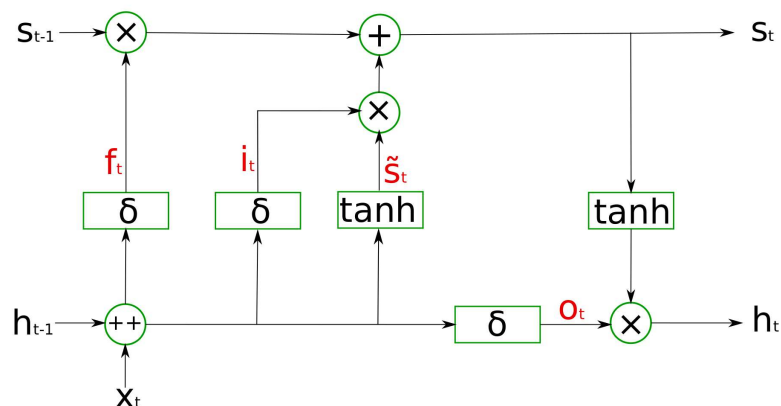 sₜ₋₁ × + sₜ
×
fₜ iₜ s̃ₜ
δ δ tanh tanh
hₜ₋₁ ++ δ oₜ × hₜ
xₜ